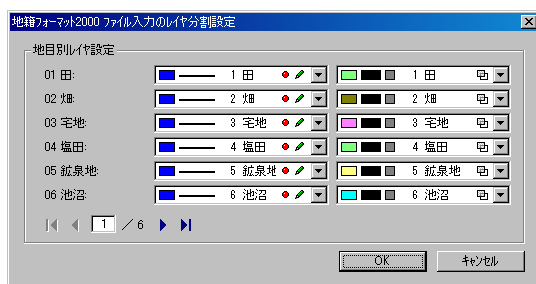 地籍フォーマット2000 ファイル入力のレイヤ分割設定
地目別レイヤ設定
01 田: 1 田 1 田
02 畑: 2 畑 2 畑
03 宅地: 3 宅地 3 宅地
04 塩田: 4 塩田 4 塩田
05 鉱泉地: 5 鉱泉地 5 鉱泉地
06 池沼: 6 池沼 6 池沼
1 / 6
OK キャンセル